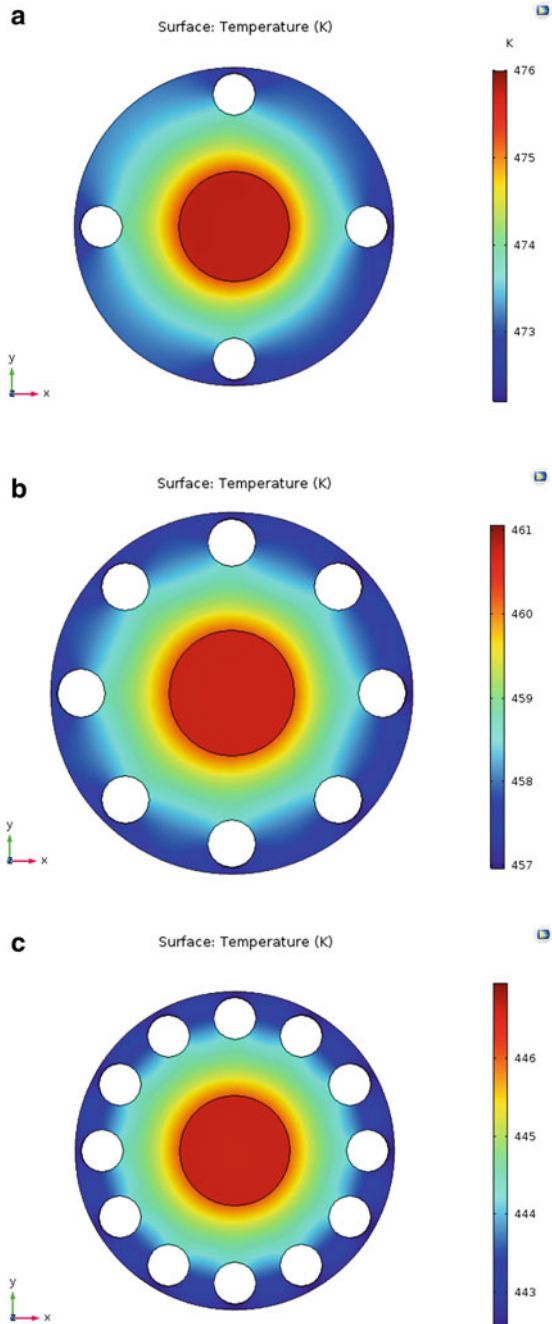 a
Surface: Temperature (K)
K
476
475
474
473
y
x
b
Surface: Temperature (K)
461
460
459
458
457
y
x
c
Surface: Temperature (K)
446
445
444
443
y
x